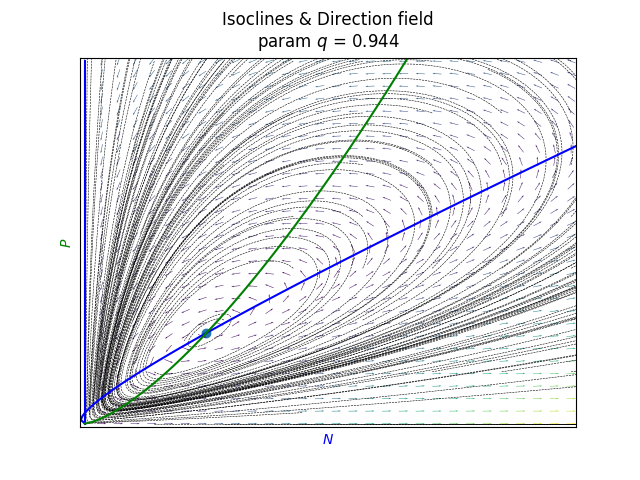 Isoclines & Direction field
param q = 0.944
P
N